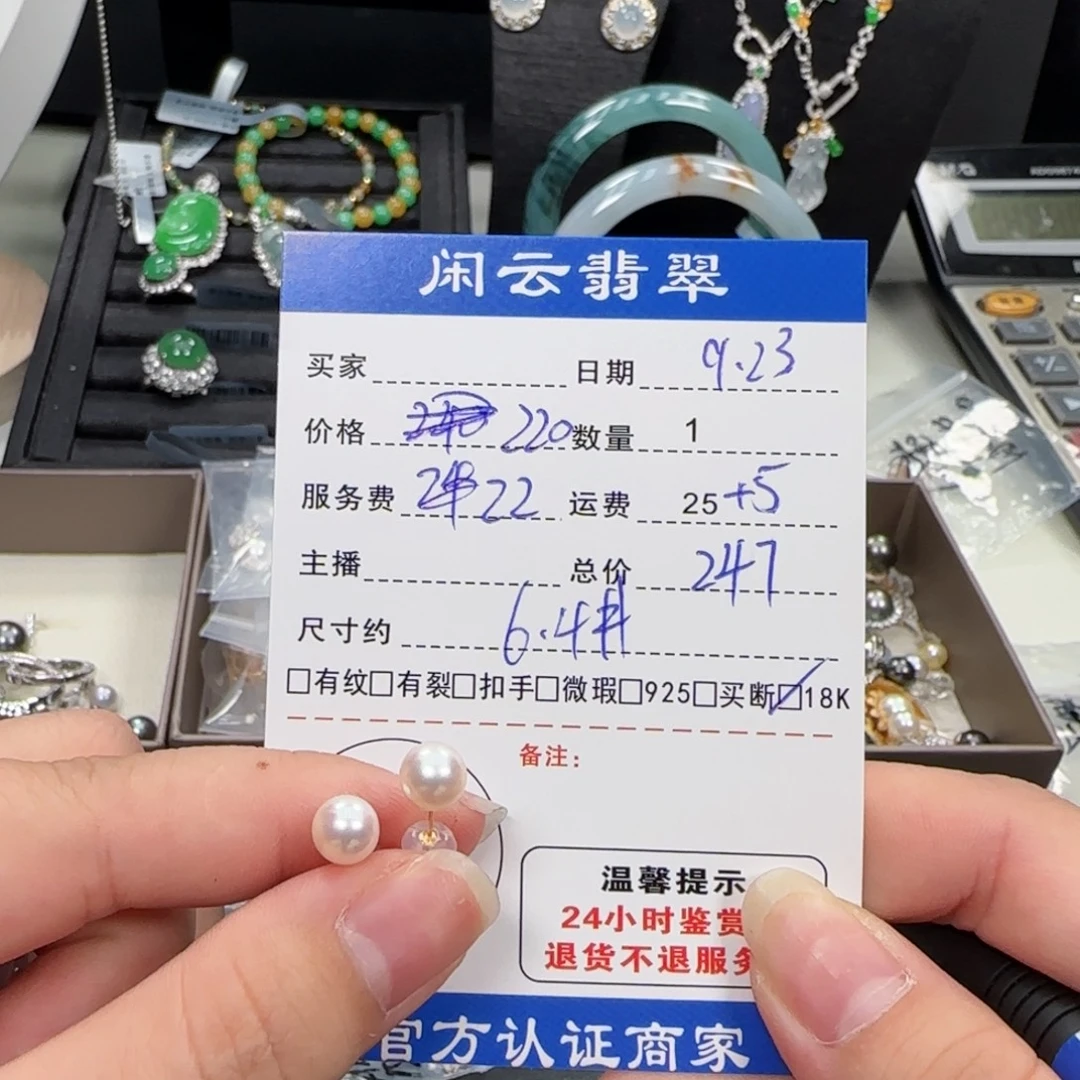 闲云翡翠
买家 日期 9.23
价格 220 数量 1
服务费 22 运费 25+5
主播 总价 247
尺寸约 6.4
□有纹□有裂□扣手□微瑕□925□买断☑18K
备注:
温馨提示
24小时鉴赏
退货不退服务
官方认证商家